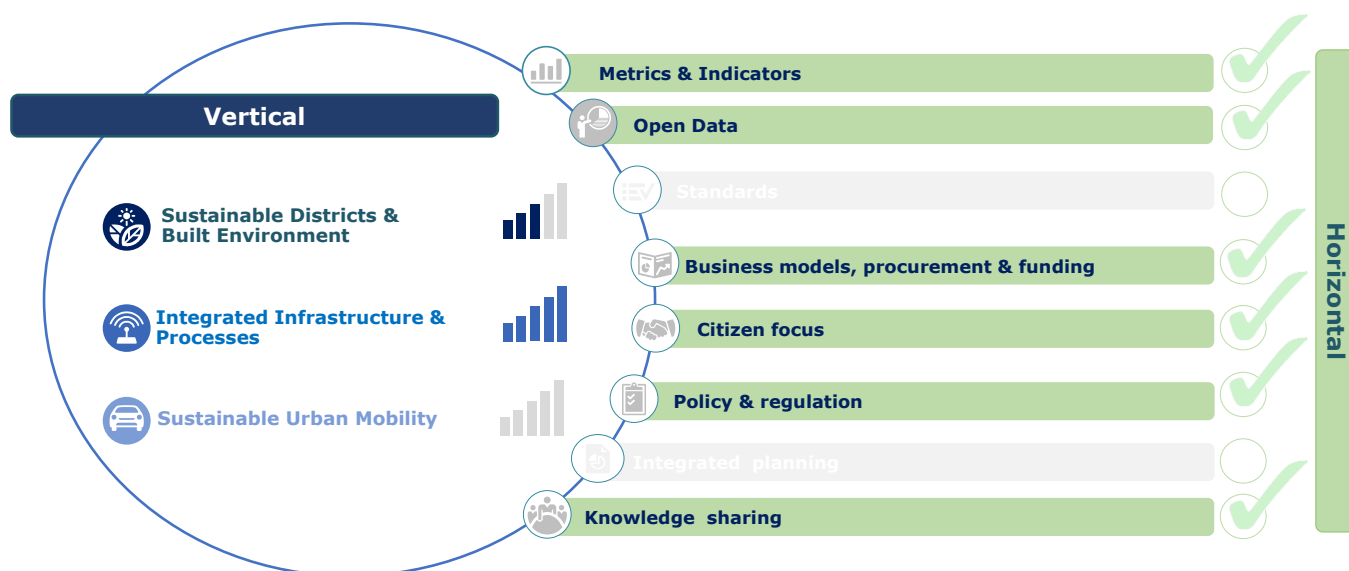 Vertical
Sustainable Districts &
Built Environment
Integrated Infrastructure &
Processes
Sustainable Urban Mobility
Metrics & Indicators
Open Data
Standards
Business models, procurement & funding
Citizen focus
Policy & regulation
Integrated planning
Knowledge sharing
Horizontal